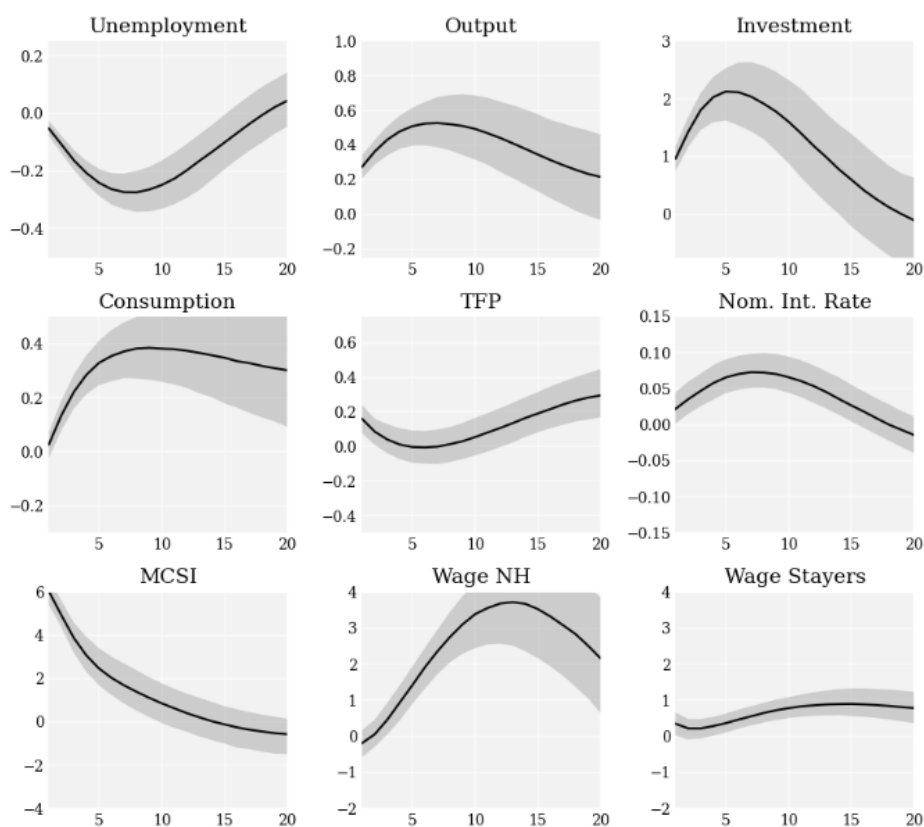 Unemployment Output Investment
0.2 1.0 3
0.8
0.0 0.6 2
0.4 1
−0.2 0.2
0.0 0
−0.4 −0.2
5 10 15 20 5 10 15 20 5 10 15 20
Consumption TFP Nom. Int. Rate
0.4 0.6 0.15
0.10
0.2 0.4 0.05
0.2 0.00
0.0 0.0 −0.05
−0.2 −0.10
−0.2 −0.4 −0.15
5 10 15 20 5 10 15 20 5 10 15 20
MCSI Wage NH Wage Stayers
6 4 4
4 3 3
2 2 2
1 1
0 0 0
−2 −1 −1
−4 −2 −2
5 10 15 20 5 10 15 20 5 10 15 20